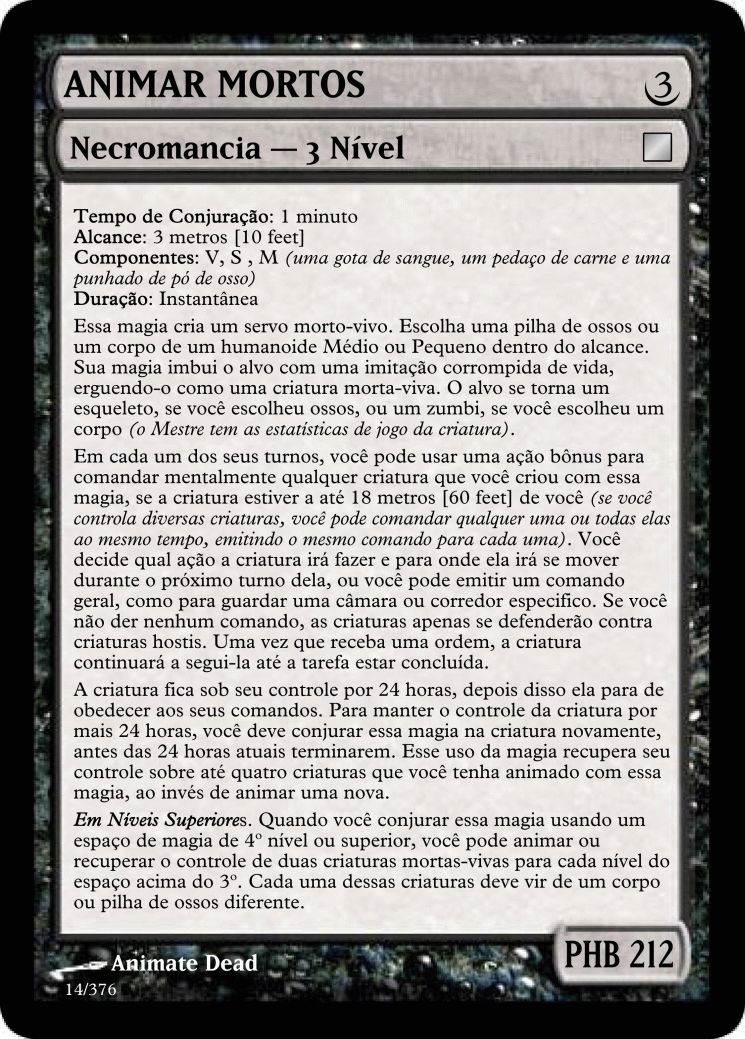 ANIMAR MORTOS 3
Necromancia — 3 Nível
Tempo de Conjuração: 1 minuto
Alcance: 3 metros [10 feet]
Componentes: V, S , M (uma gota de sangue, um pedaço de carne e uma
punhado de pó de osso)
Duração: Instantânea
Essa magia cria um servo morto-vivo. Escolha uma pilha de ossos ou
um corpo de um humanoide Médio ou Pequeno dentro do alcance.
Sua magia imbui o alvo com uma imitação corrompida de vida,
erguendo-o como uma criatura morta-viva. O alvo se torna um
esqueleto, se você escolheu ossos, ou um zumbi, se você escolheu um
corpo (o Mestre tem as estatísticas de jogo da criatura).
Em cada um dos seus turnos, você pode usar uma ação bônus para
comandar mentalmente qualquer criatura que você criou com essa
magia, se a criatura estiver a até 18 metros [60 feet] de você (se você
controla diversas criaturas, você pode comandar qualquer uma ou todas elas
ao mesmo tempo, emitindo o mesmo comando para cada uma). Você
decide qual ação a criatura irá fazer e para onde ela irá se mover
durante o próximo turno dela, ou você pode emitir um comando
geral, como para guardar uma câmara ou corredor especifico. Se você
não der nenhum comando, as criaturas apenas se defenderão contra
criaturas hostis. Uma vez que receba uma ordem, a criatura
continuará a segui-la até a tarefa estar concluída.
A criatura fica sob seu controle por 24 horas, depois disso ela para de
obedecer aos seus comandos. Para manter o controle da criatura por
mais 24 horas, você deve conjurar essa magia na criatura novamente,
antes das 24 horas atuais terminarem. Esse uso da magia recupera seu
controle sobre até quatro criaturas que você tenha animado com essa
magia, ao invés de animar uma nova.
Em Níveis Superiores. Quando você conjurar essa magia usando um
espaço de magia de 4º nível ou superior, você pode animar ou
recuperar o controle de duas criaturas mortas-vivas para cada nível do
espaço acima do 3º. Cada uma dessas criaturas deve vir de um corpo
ou pilha de ossos diferente.
PHB 212
Animate Dead
14/376